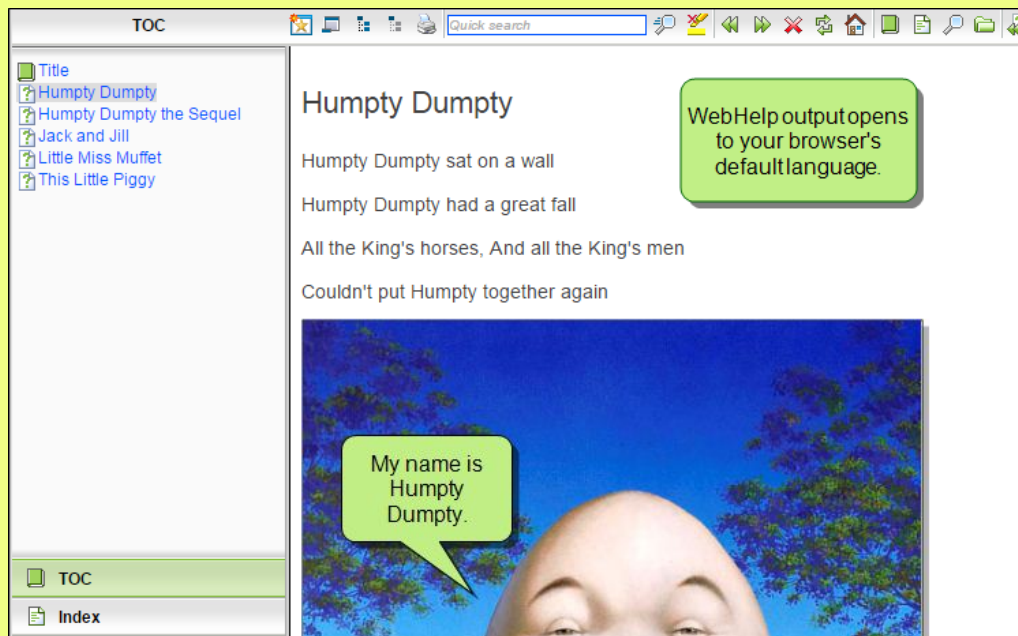 TOC
Quick search
Title
Humpty Dumpty
Humpty Dumpty the Sequel
Jack and Jill
Little Miss Muffet
This Little Piggy
TOC
Index
Humpty Dumpty
WebHelp output opens
to your browser's
default language.
Humpty Dumpty sat on a wall
Humpty Dumpty had a great fall
All the King's horses, And all the King's men
Couldn't put Humpty together again
My name is
Humpty
Dumpty.